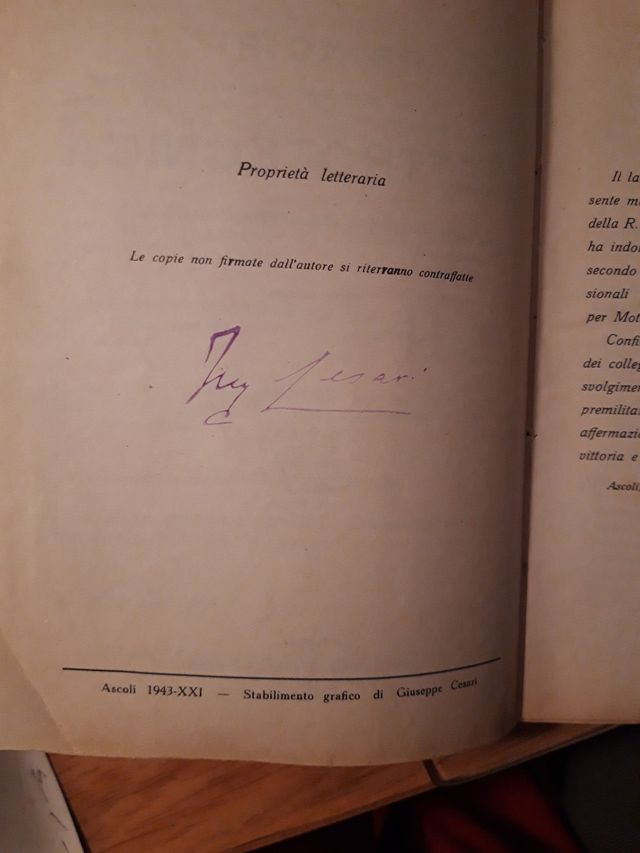 Proprietà letteraria
Le copie non firmate dall'autore si riterranno contraffatte
Cesari
Ascoli 1943-XXI — Stabilimento grafico di Giuseppe Cesari
Il la
sente m
della R.
ha indo
secondo
sionali
per Mot
Confi
dei colle
svolgime
premilita
affermazi
vittoria e
Ascoli,